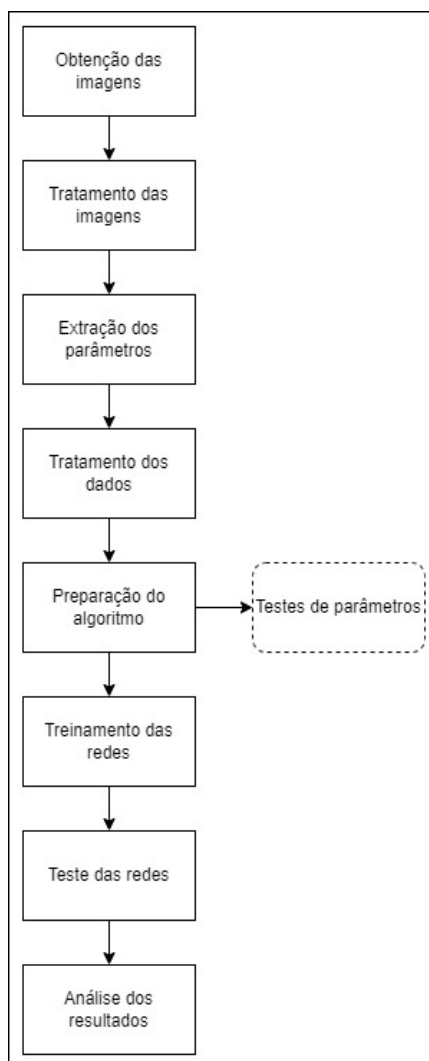 Obtenção das
imagens
Tratamento das
imagens
Extração dos
parâmetros
Tratamento dos
dados
Preparação do
algoritmo
Testes de parâmetros
Treinamento das
redes
Teste das redes
Análise dos
resultados